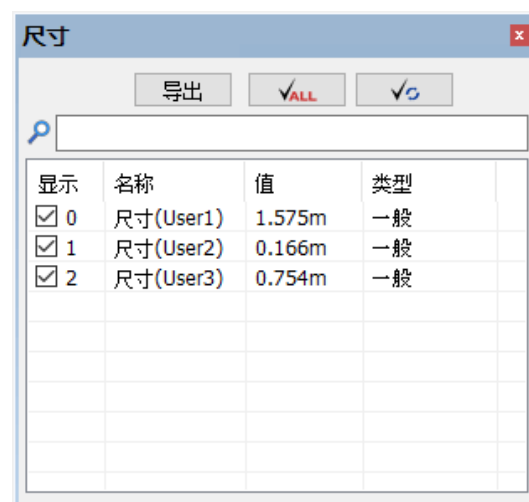 尺寸
导出 ALL
显示 名称 值 类型
0 尺寸(User1) 1.575m 一般
1 尺寸(User2) 0.166m 一般
2 尺寸(User3) 0.754m 一般